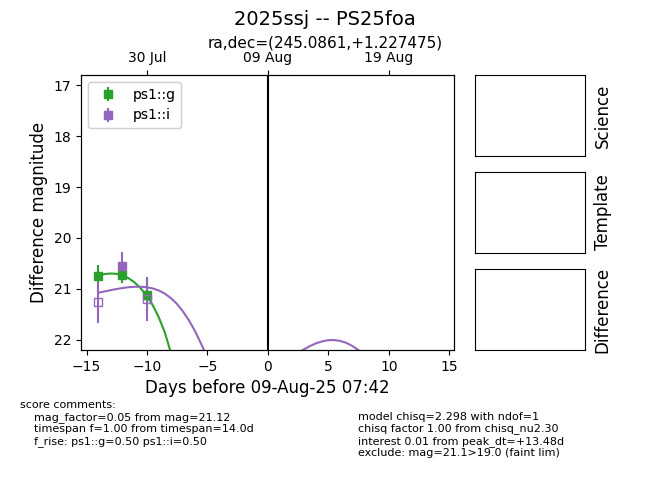 2025ssj -- PS25foa
ra,dec=(245.0861,+1.227475)
30 Jul 09 Aug 19 Aug
ps1::g
ps1::i
17
18
19
20
21
22
Difference magnitude
−15 −10 −5 0 5 10 15
Days before 09-Aug-25 07:42
Science
Template
Difference
score comments:
mag_factor=0.05 from mag=21.12
timespan f=1.00 from timespan=14.0d
f_rise: ps1::g=0.50 ps1::i=0.50
model chisq=2.298 with ndof=1
chisq factor 1.00 from chisq_nu2.30
interest 0.01 from peak_dt=+13.48d
exclude: mag=21.1>19.0 (faint lim)